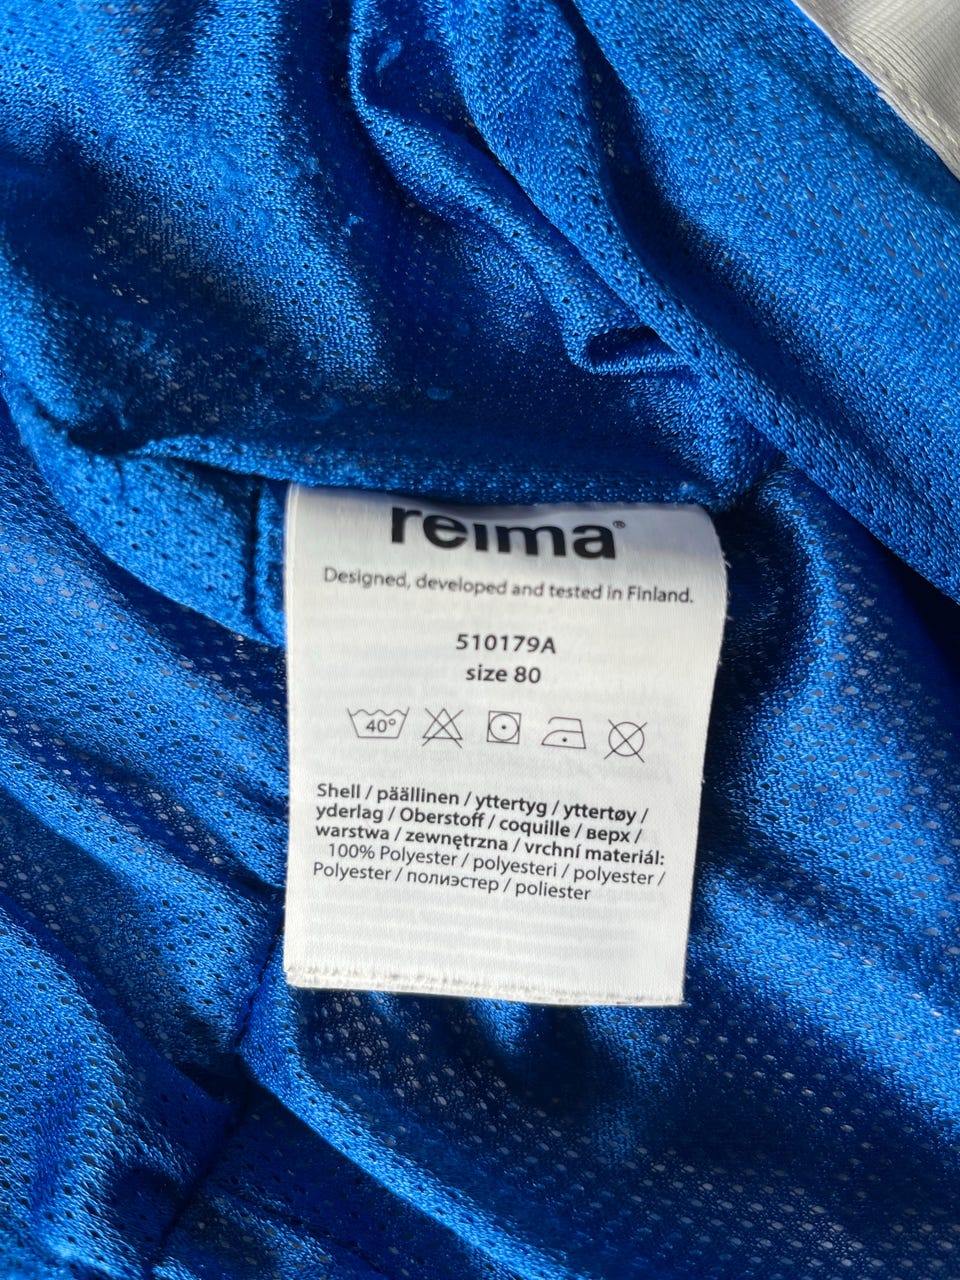 reima®
Designed, developed and tested in Finland.
510179A
size 80
40°
Shell / päällinen / yttertyg / yttertøy /
yderlag / Oberstoff / coquille / верх /
warstwa / zewnętrzna / vrchní materiál:
100% Polyester / polyesteri / polyester /
Polyester / полиэстер / poliester